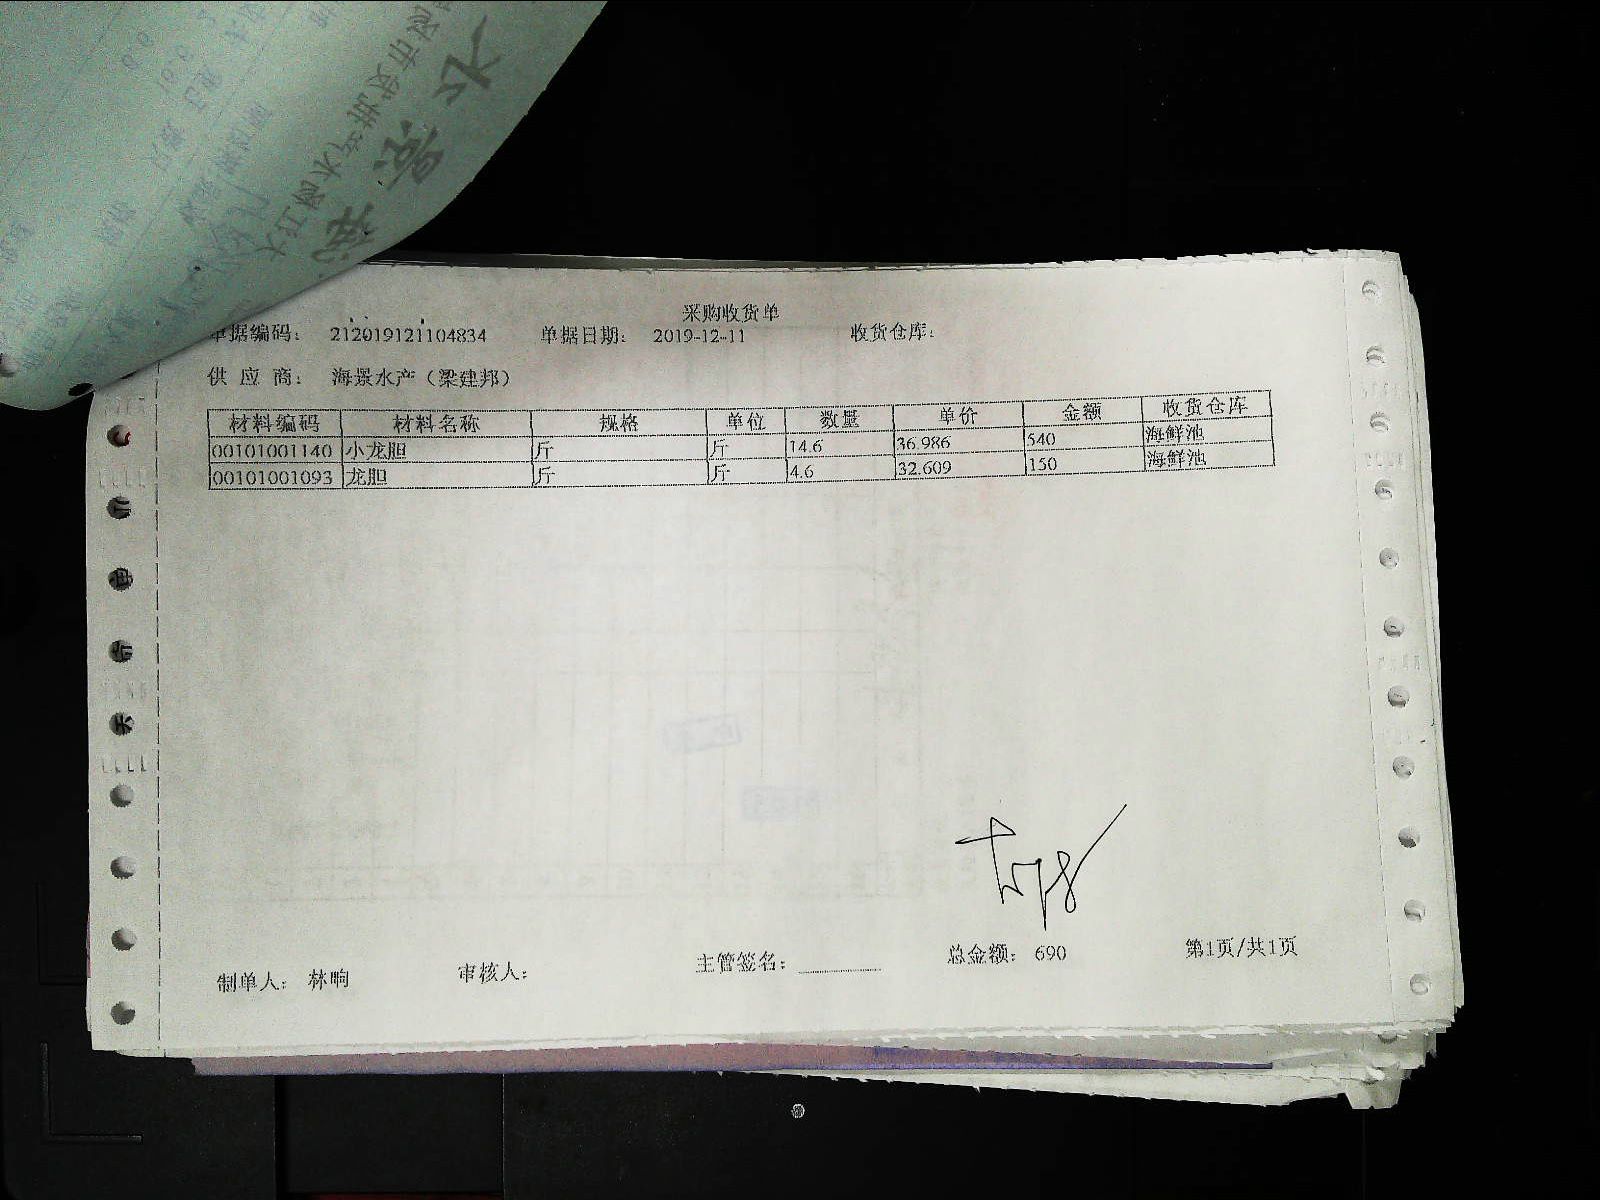 采购收货单
单据编码: 212019121104834 单据日期: 2019-12-11 收货仓库:
供应商: 海景水产(梁建邦)
材料编码 材料名称 规格 单位 数量 单价 金额 收货仓库
00101001140 小龙胆 斤 斤 14.6 36.986 540 海鲜池
00101001093 龙胆 斤 斤 4.6 32.609 150 海鲜池
制单人: 林晌 审核人: 主管签名: 总金额: 690 第1页/共1页